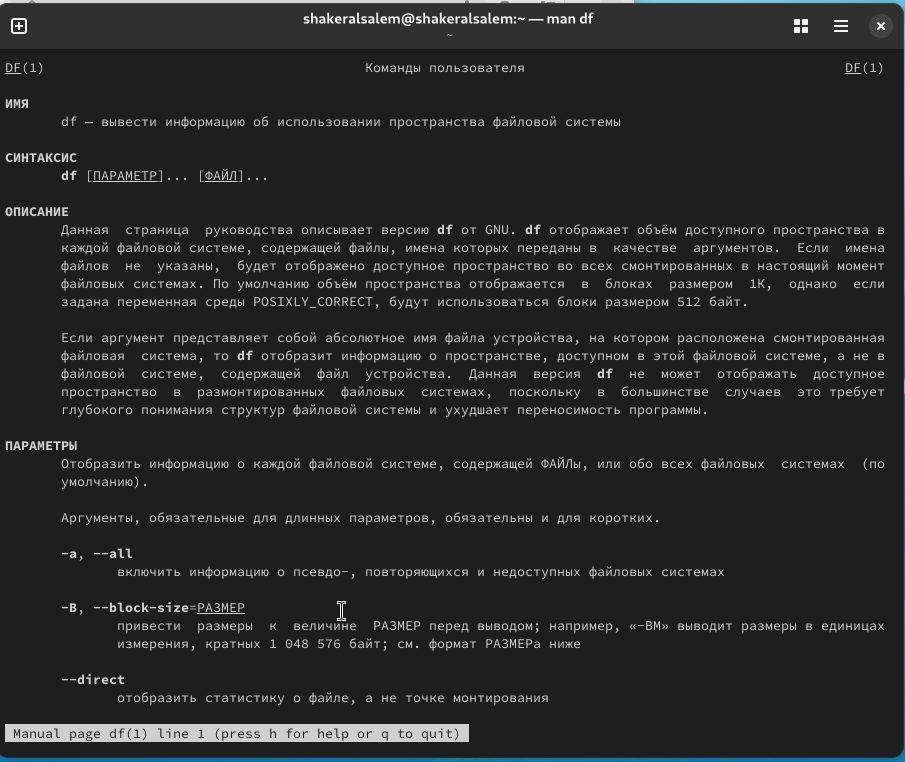 shakeralsalem@shakeralsalem:~ — man df
~
DF(1) Команды пользователя DF(1)
ИМЯ
df — вывести информацию об использовании пространства файловой системы
СИНТАКСИС
df [ПАРАМЕТР]... [ФАЙЛ]...
ОПИСАНИЕ
Данная страница руководства описывает версию df от GNU. df отображает объём доступного пространства в
каждой файловой системе, содержащей файлы, имена которых переданы в качестве аргументов. Если имена
файлов не указаны, будет отображено доступное пространство во всех смонтированных в настоящий момент
файловых системах. По умолчанию объём пространства отображается в блоках размером 1K, однако если
задана переменная среды POSIXLY_CORRECT, будут использоваться блоки размером 512 байт.
Если аргумент представляет собой абсолютное имя файла устройства, на котором расположена смонтированная
файловая система, то df отобразит информацию о пространстве, доступном в этой файловой системе, а не в
файловой системе, содержащей файл устройства. Данная версия df не может отображать доступное
пространство в размонтированных файловых системах, поскольку в большинстве случаев это требует
глубокого понимания структур файловой системы и ухудшает переносимость программы.
ПАРАМЕТРЫ
Отобразить информацию о каждой файловой системе, содержащей ФАЙЛы, или обо всех файловых системах (по
умолчанию).
Аргументы, обязательные для длинных параметров, обязательны и для коротких.
-a, --all
включить информацию о псевдо-, повторяющихся и недоступных файловых системах
-B, --block-size=РАЗМЕР
привести размеры к величине РАЗМЕР перед выводом; например, «-BM» выводит размеры в единицах
измерения, кратных 1 048 576 байт; см. формат РАЗМЕРа ниже
--direct
отобразить статистику о файле, а не точке монтирования
Manual page df(1) line 1 (press h for help or q to quit)